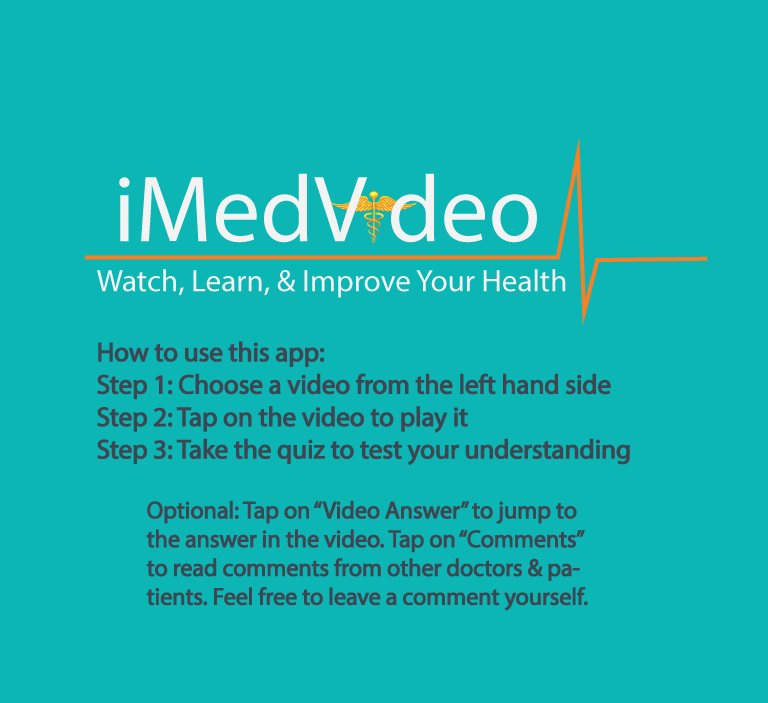 iMedVideo
Watch, Learn, & Improve Your Health
How to use this app:
Step 1: Choose a video from the left hand side
Step 2: Tap on the video to play it
Step 3: Take the quiz to test your understanding
Optional: Tap on “Video Answer” to jump to
the answer in the video. Tap on “Comments”
to read comments from other doctors & pa-
tients. Feel free to leave a comment yourself.